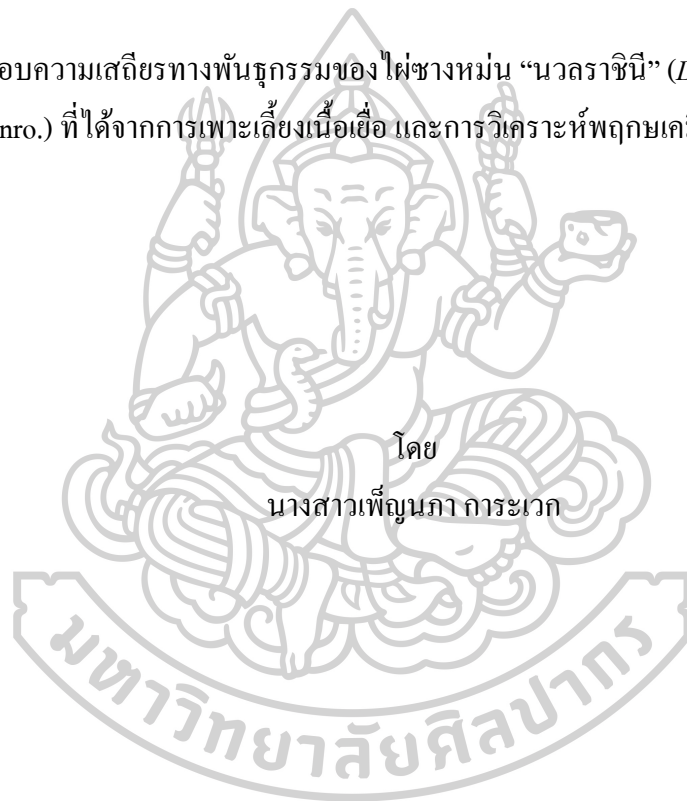 อบความเสถียรทางพันธุกรรมของไผ่ซางหม่น “นวลราชินี” (
nro.) ที่ได้จากการเพาะเลี้ยงเนื้อเยื่อ และการวิเคราะห์พฤกษเค
โดย
นางสาวเพ็ญนภา การะเวก
มหาวิทยาลัยศิลปากร